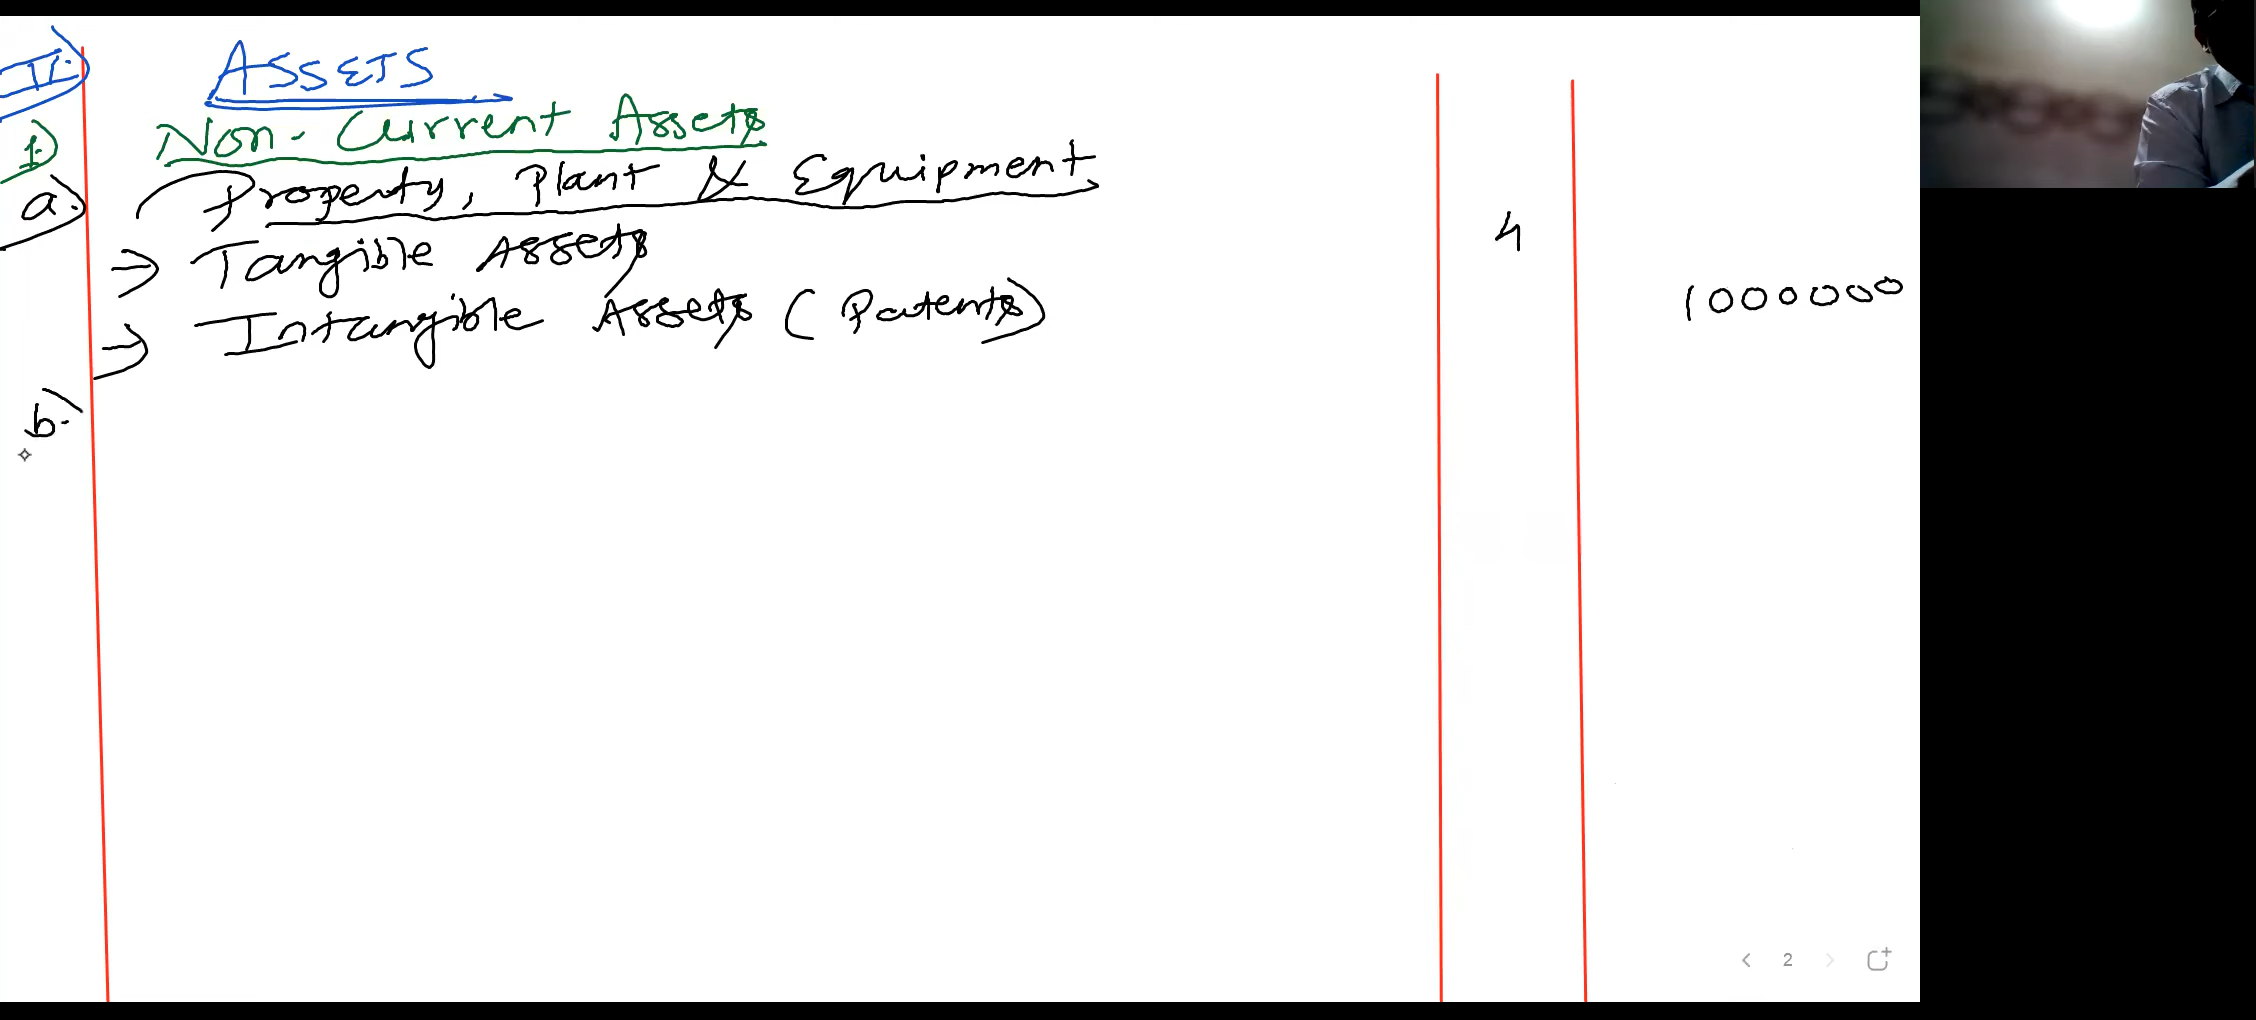 II.) ASSETS
1) Non-Current Assets
a.) Property, Plant & Equipment
→ Tangible Assets 4
→ Intangible Assets (Patents) 1000000
b.)
2